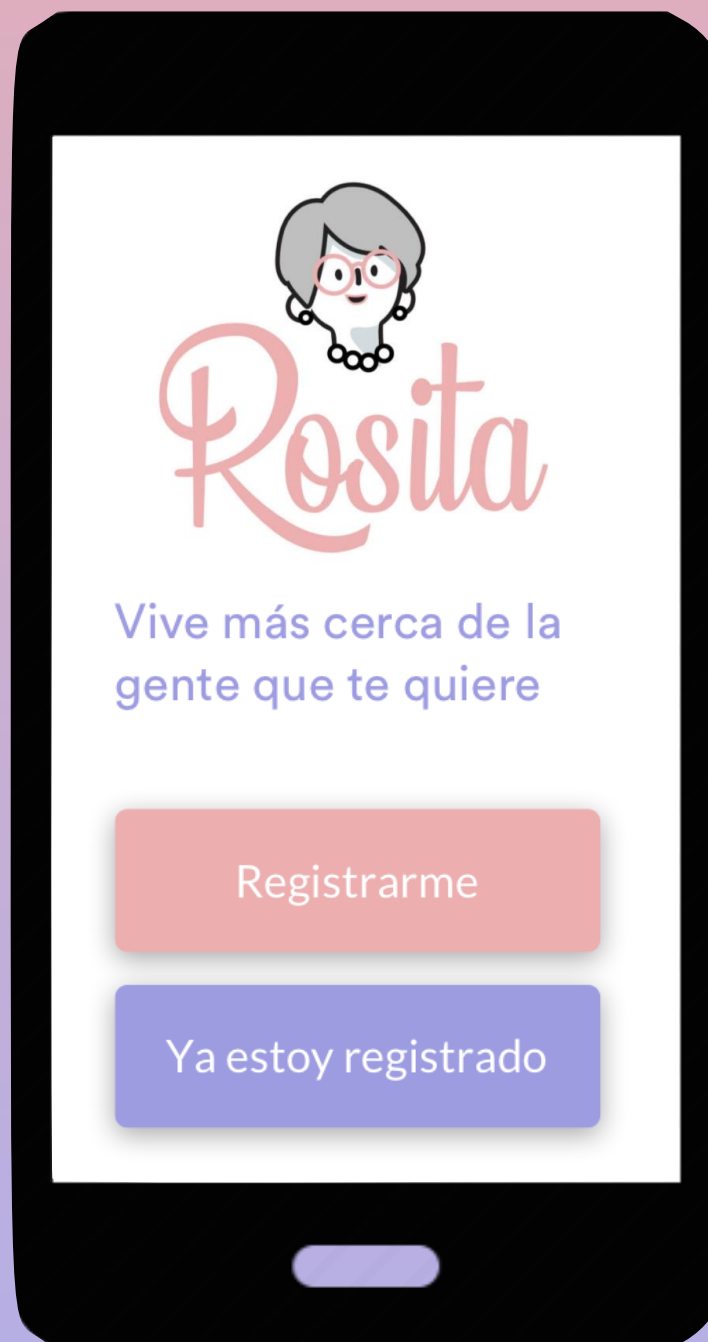 Rosita
Vive más cerca de la
gente que te quiere
Registrarme
Ya estoy registrado